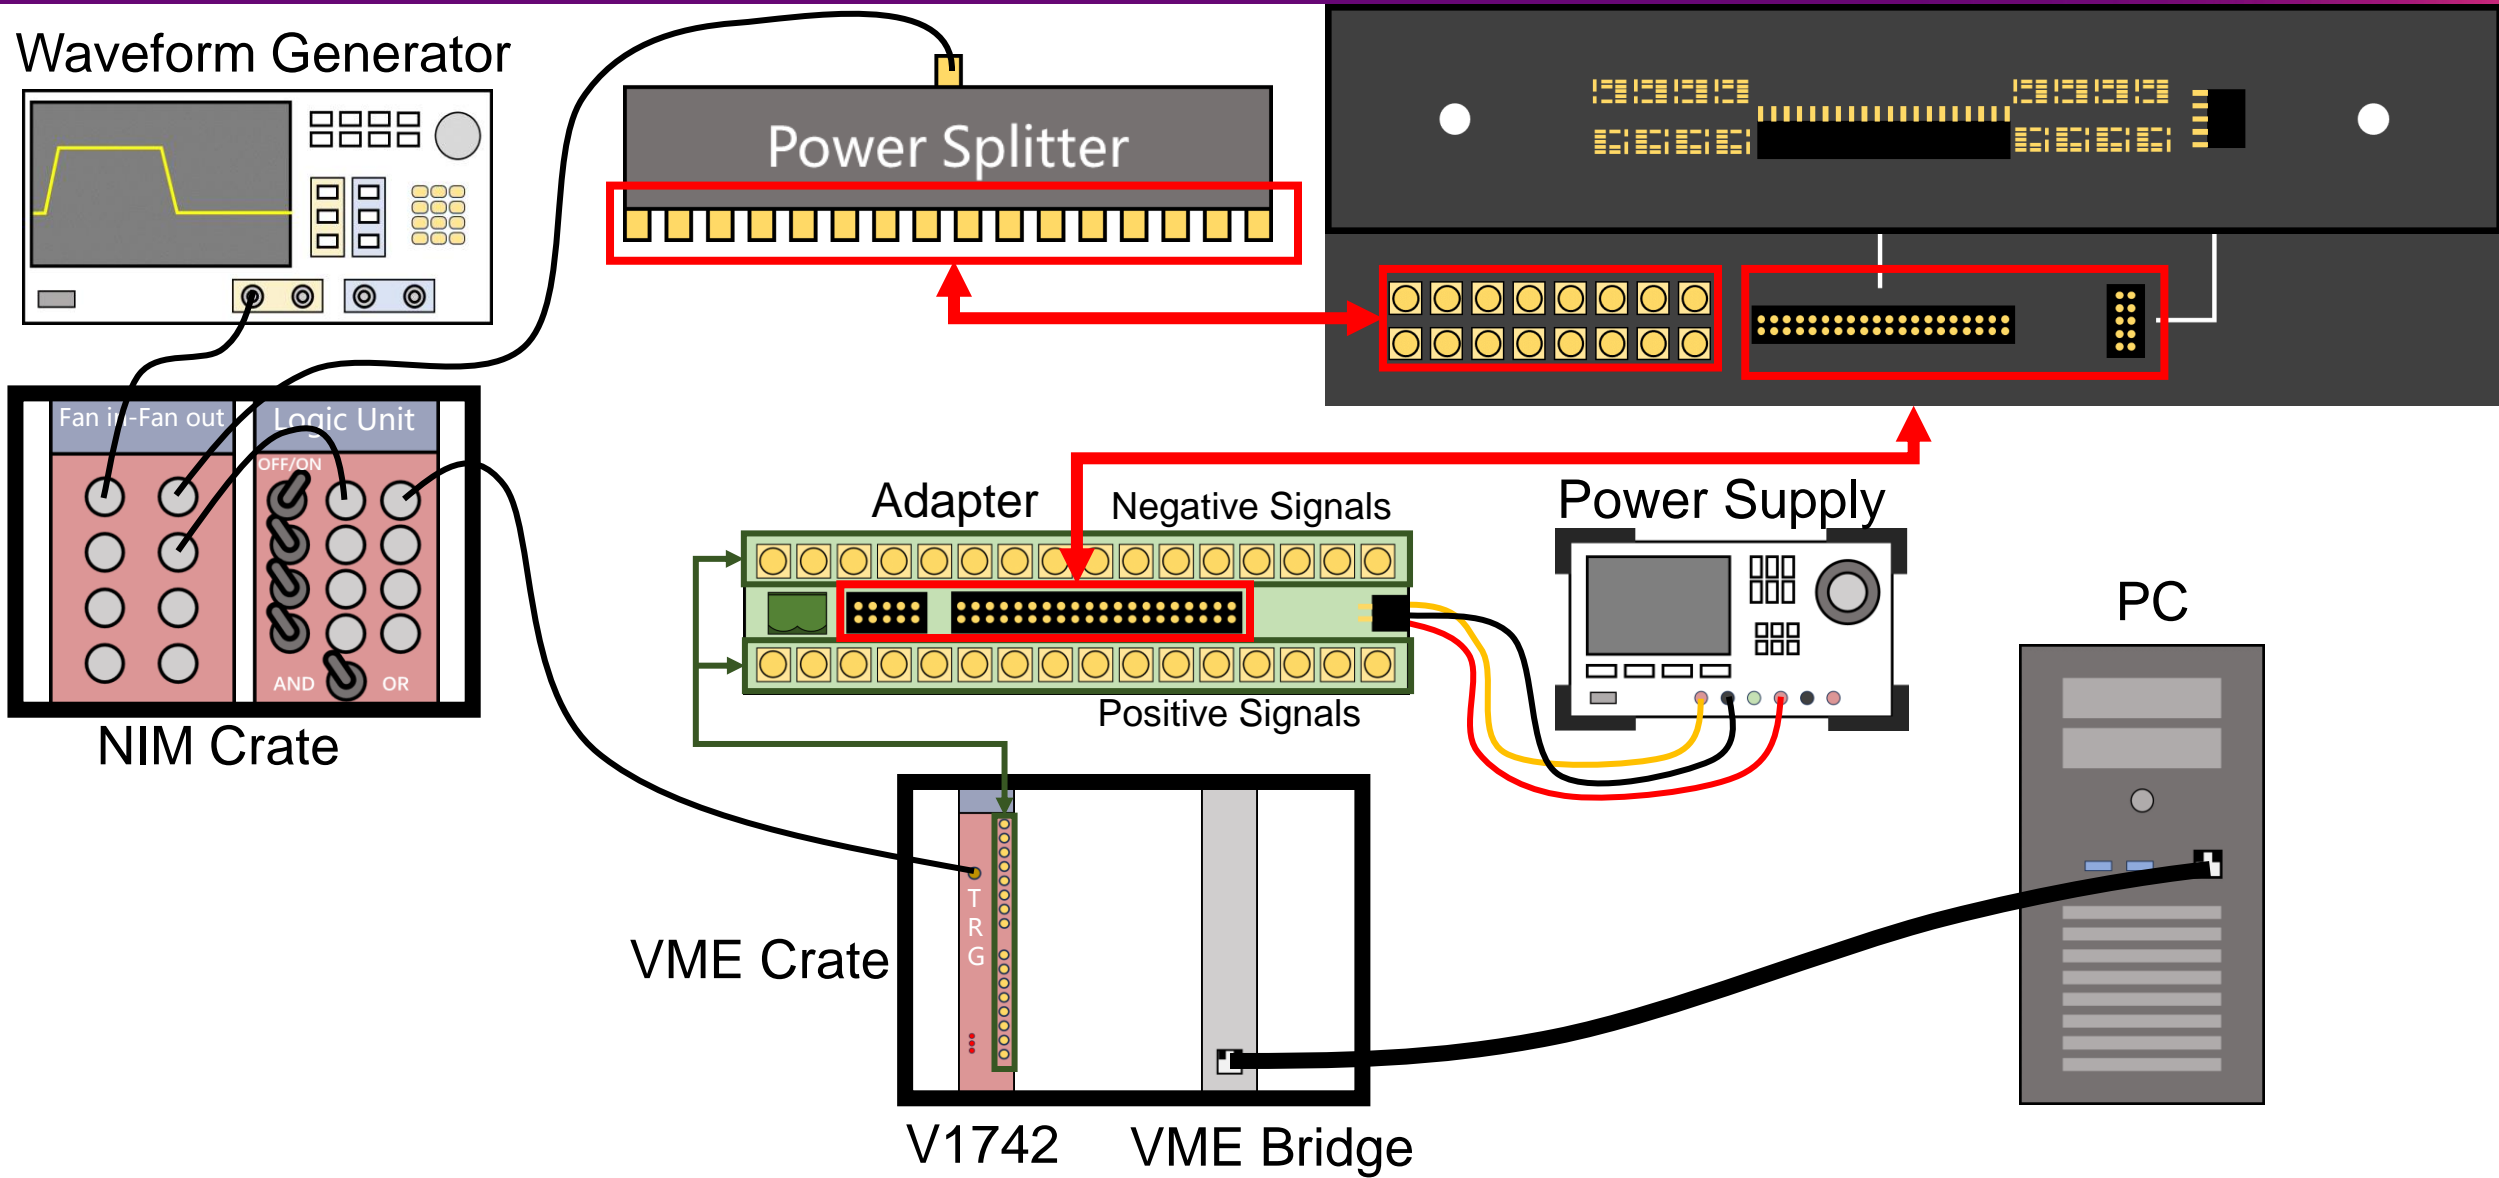 Waveform Generator
Power Splitter
Fan in-Fan out
Logic Unit
OFF/ON
AND
OR
NIM Crate
Adapter
Negative Signals
Positive Signals
Power Supply
PC
VME Crate
T
R
G
V1742
VME Bridge